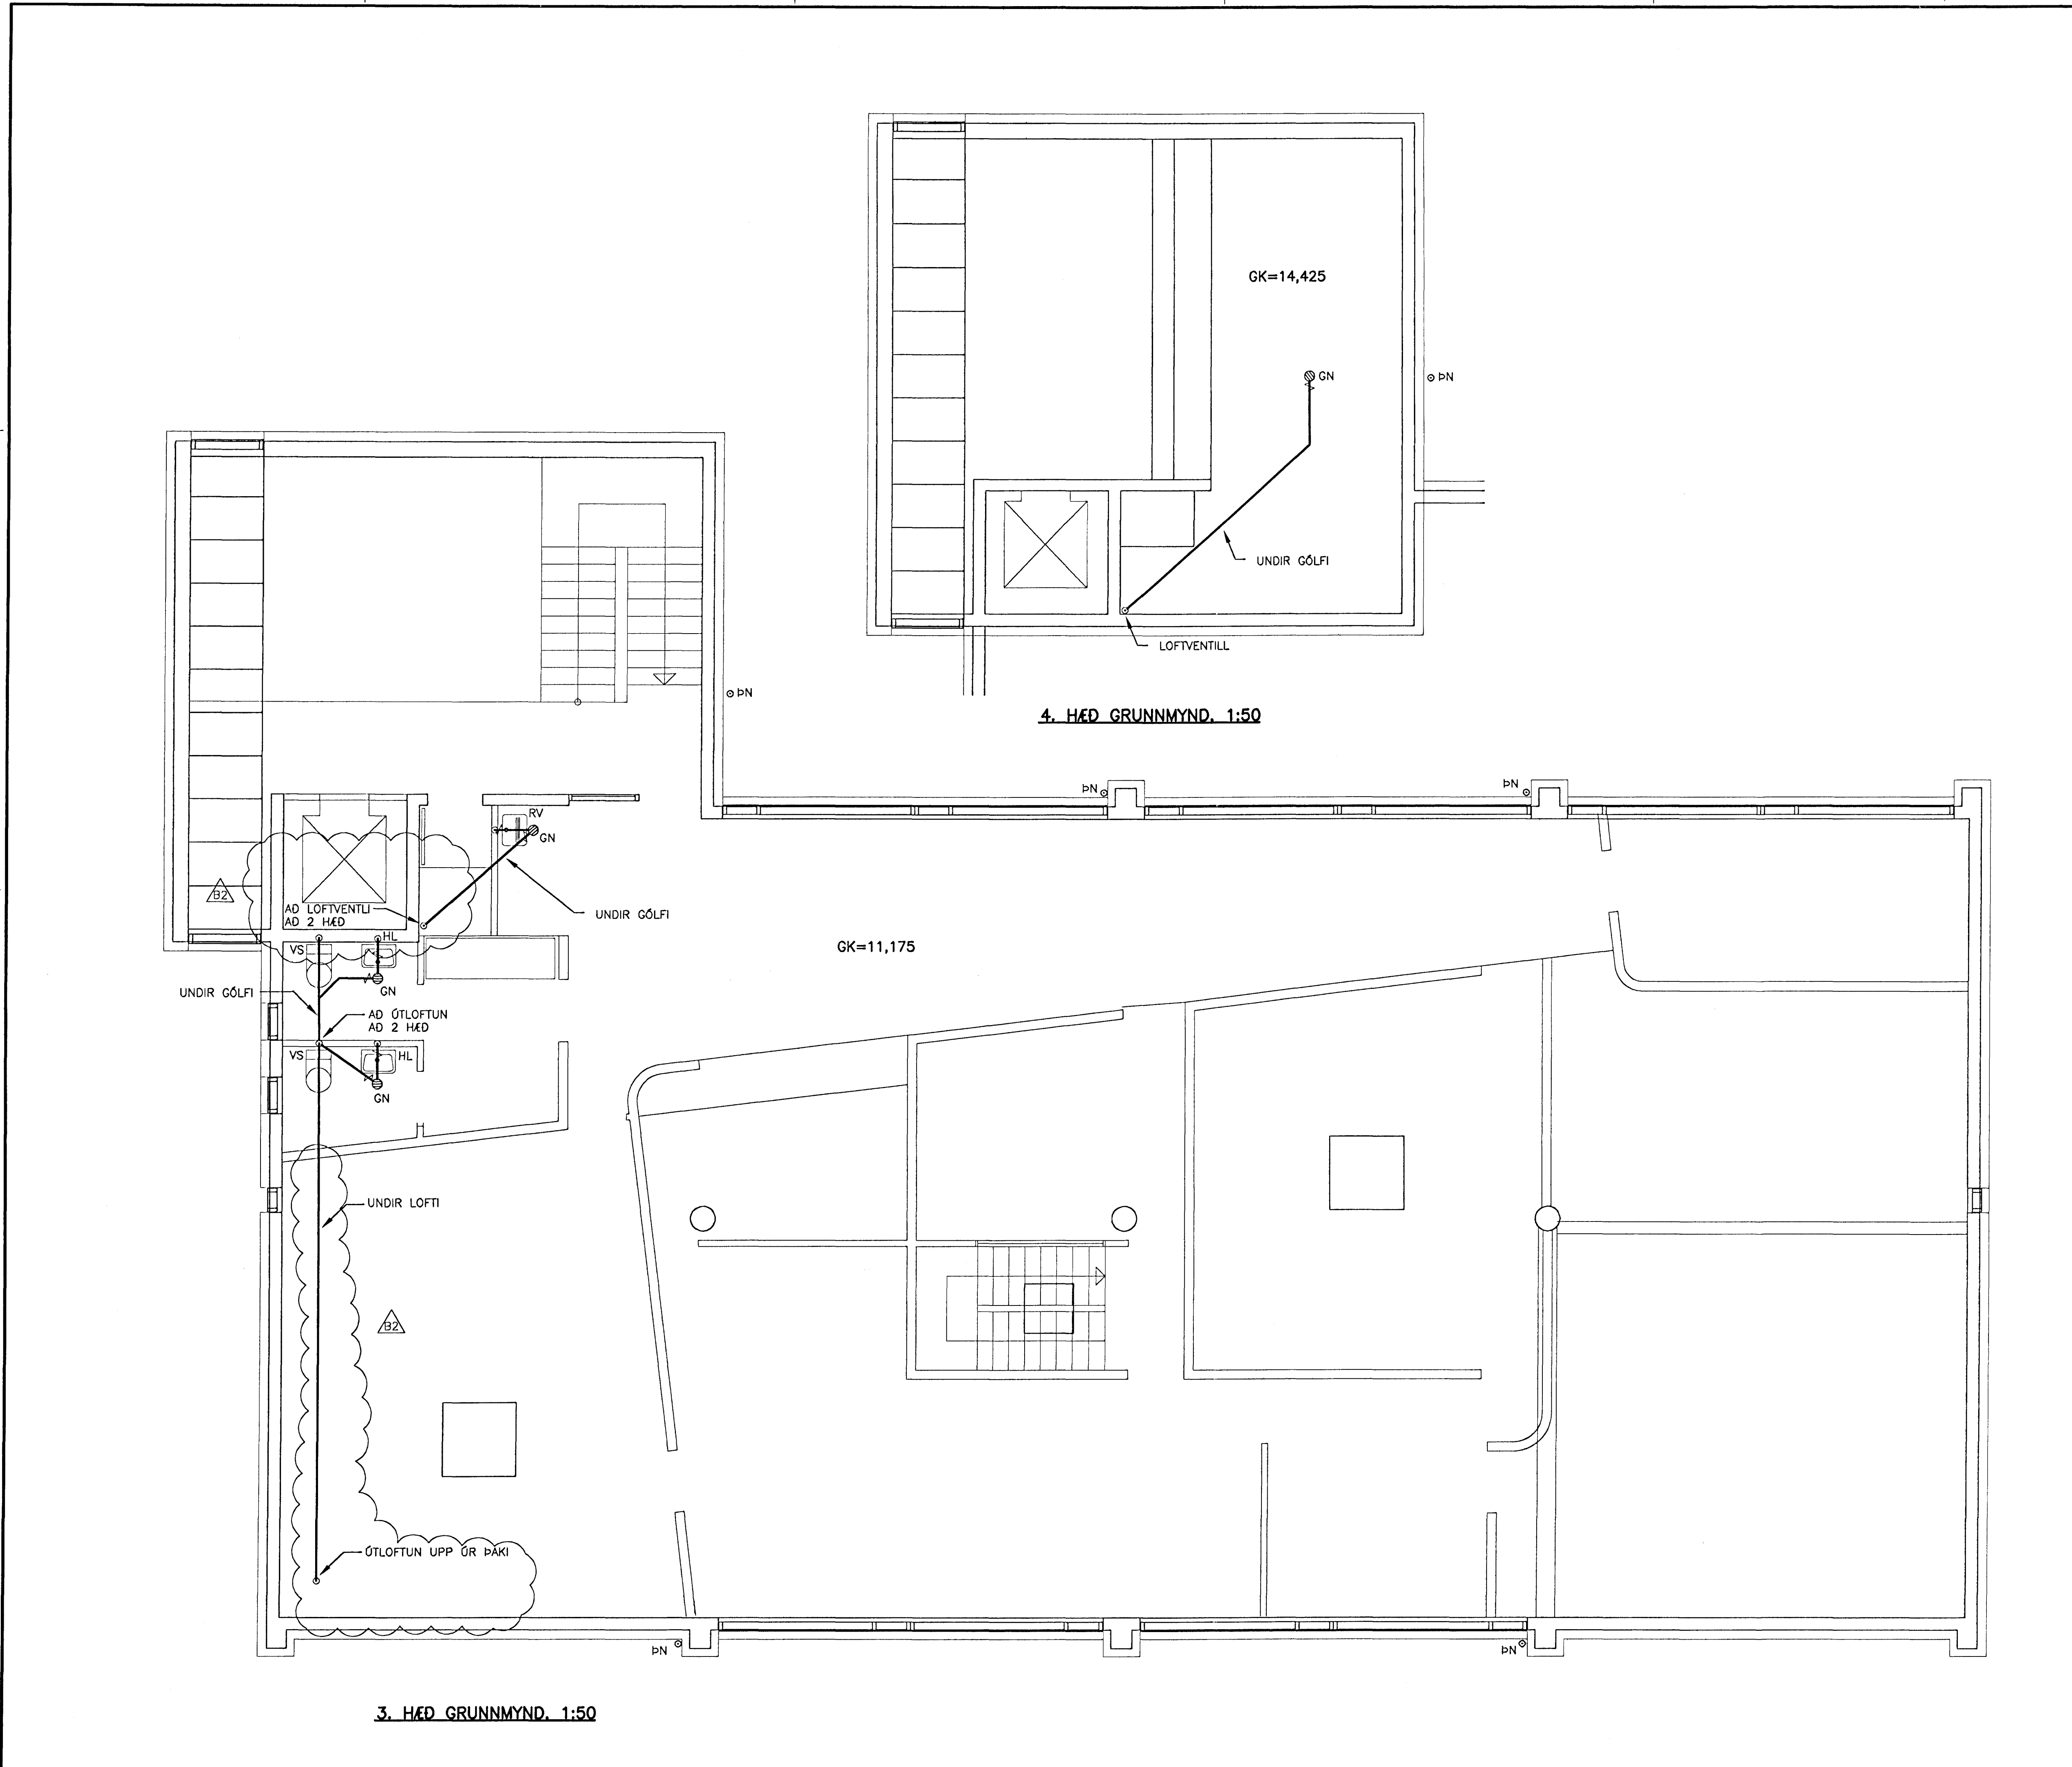 GK=14,425
GN
ÞN
UNDIR GÓLFI
LOFTVENTILL
4. HÆÐ GRUNNMYND. 1:50
ÞN
ÞN
ÞN
RV
GN
B2
AÐ LOFTVENTLI
AÐ 2 HÆÐ
UNDIR GÓLFI
HL
VS
GK=11,175
UNDIR GÓLFI
GN
AÐ ÚTLOFTUN
AÐ 2 HÆÐ
VS
HL
GN
UNDIR LOFTI
B2
ÚTLOFTUN UPP ÚR ÞAKI
ÞN
ÞN
3. HÆÐ GRUNNMYND. 1:50